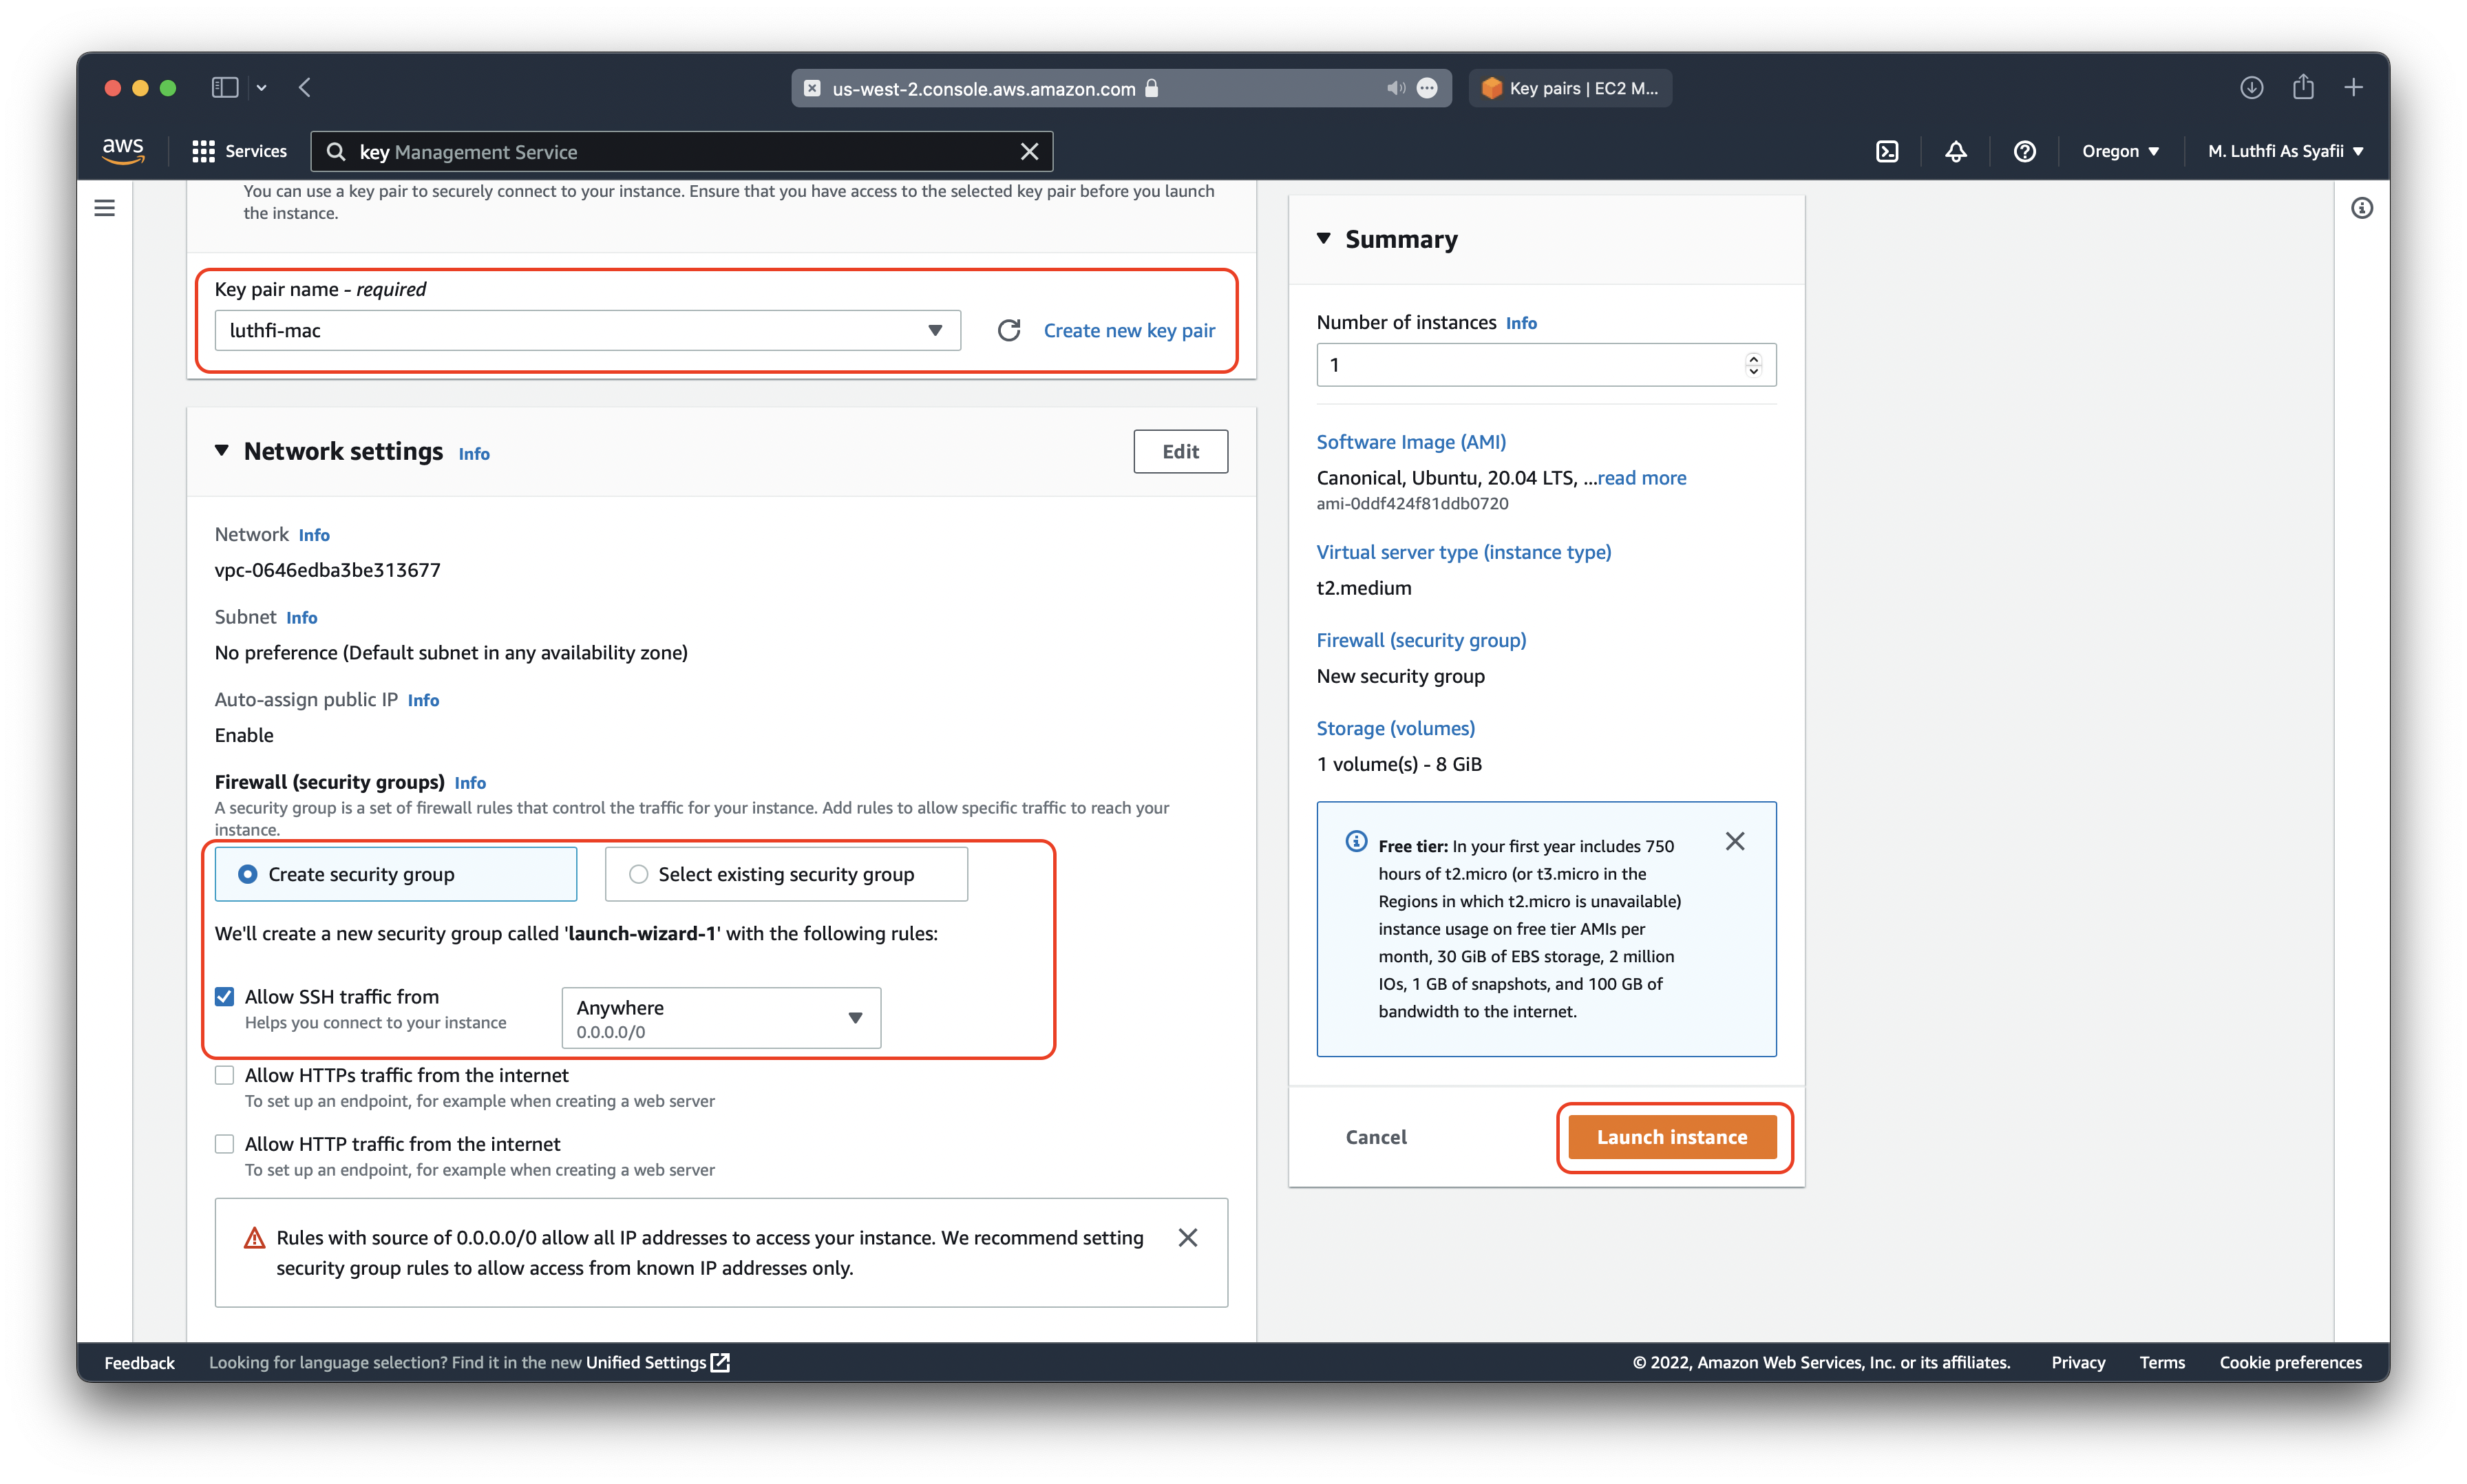 us-west-2.console.aws.amazon.com
Key pairs | EC2 M...
aws
Services
key Management Service
Oregon
M. Luthfi As Syafii
You can use a key pair to securely connect to your instance. Ensure that you have access to the selected key pair before you launch
the instance.
Key pair name - required
luthfi-mac
Create new key pair
Network settings Info
Edit
Network Info
vpc-0646edba3be313677
Subnet Info
No preference (Default subnet in any availability zone)
Auto-assign public IP Info
Enable
Firewall (security groups) Info
A security group is a set of firewall rules that control the traffic for your instance. Add rules to allow specific traffic to reach your
instance.
Create security group
Select existing security group
We'll create a new security group called 'launch-wizard-1' with the following rules:
Allow SSH traffic from
Helps you connect to your instance
Anywhere
0.0.0.0/0
Allow HTTPs traffic from the internet
To set up an endpoint, for example when creating a web server
Allow HTTP traffic from the internet
To set up an endpoint, for example when creating a web server
Rules with source of 0.0.0.0/0 allow all IP addresses to access your instance. We recommend setting
security group rules to allow access from known IP addresses only.
Summary
Number of instances Info
1
Software Image (AMI)
Canonical, Ubuntu, 20.04 LTS, ...read more
ami-0ddf424f81ddb0720
Virtual server type (instance type)
t2.medium
Firewall (security group)
New security group
Storage (volumes)
1 volume(s) - 8 GiB
Free tier: In your first year includes 750
hours of t2.micro (or t3.micro in the
Regions in which t2.micro is unavailable)
instance usage on free tier AMIs per
month, 30 GiB of EBS storage, 2 million
IOs, 1 GB of snapshots, and 100 GB of
bandwidth to the internet.
Cancel
Launch instance
Feedback
Looking for language selection? Find it in the new Unified Settings
© 2022, Amazon Web Services, Inc. or its affiliates.
Privacy
Terms
Cookie preferences